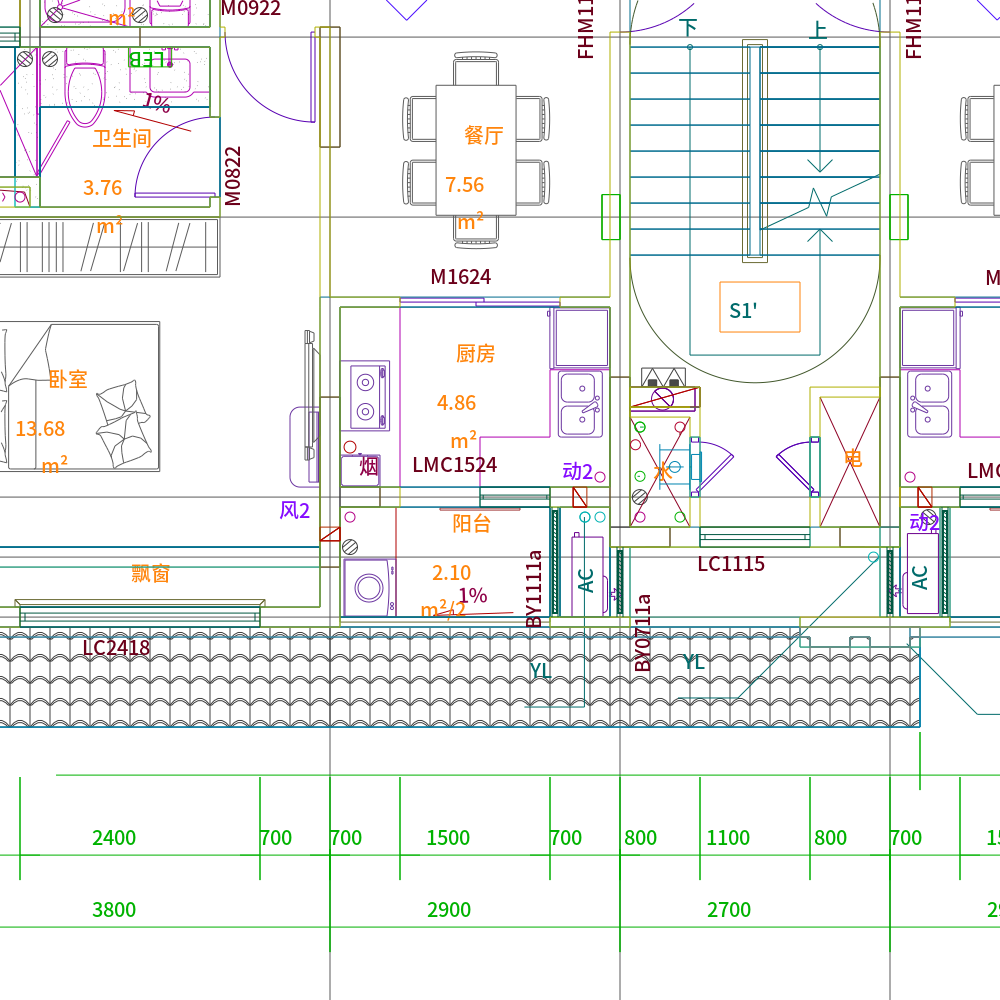 M0922
m²
FHM11
下
上
FHM11
LEB
1%
卫生间
3.76
m²
M0822
餐厅
7.56
m²
M1624
M
S1'
厨房
4.86
m²
卧室
13.68
m²
烟
LMC1524
动2
水
电
LMC
风2
阳台
动2
飘窗
2.10
m²/2
1%
BY1111a
AC
LC1115
AC
BY0711a
LC2418
YL
YL
2400
700
700
1500
700
800
1100
800
700
15
3800
2900
2700
29